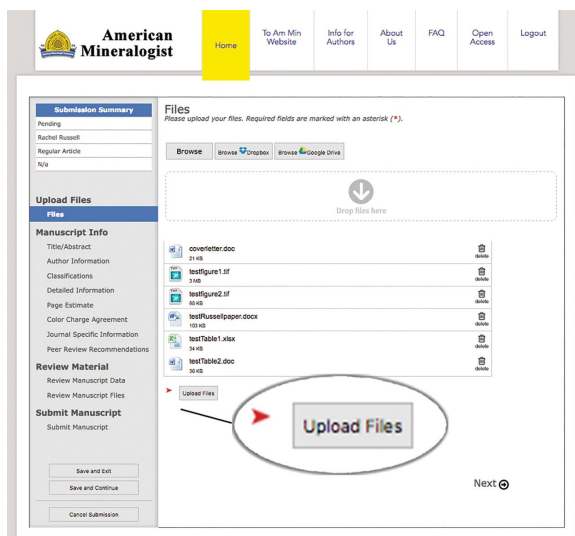 American
Mineralogist
Home
To Am Min
Website
Info for
Authors
About
Us
FAQ
Open
Access
Logout
Submission Summary
Pending
Rachel Russell
Regular Article
N/a
Upload Files
Files
Manuscript Info
Title/Abstract
Author Information
Classifications
Detailed Information
Page Estimate
Color Charge Agreement
Journal Specific Information
Peer Review Recommendations
Review Material
Review Manuscript Data
Review Manuscript Files
Submit Manuscript
Submit Manuscript
Save and Exit
Save and Continue
Cancel Submission
Files
Please upload your files. Required fields are marked with an asterisk (*).
Browse
Browse Dropbox
Browse Google Drive
Drop files here
coverletter.doc
21 KB
delete
testfigure1.tif
3 MB
delete
testfigure2.tif
68 KB
delete
testRussellpaper.docx
103 KB
delete
testTable1.xlsx
34 KB
delete
testTable2.doc
36 KB
delete
Upload Files
Upload Files
Next